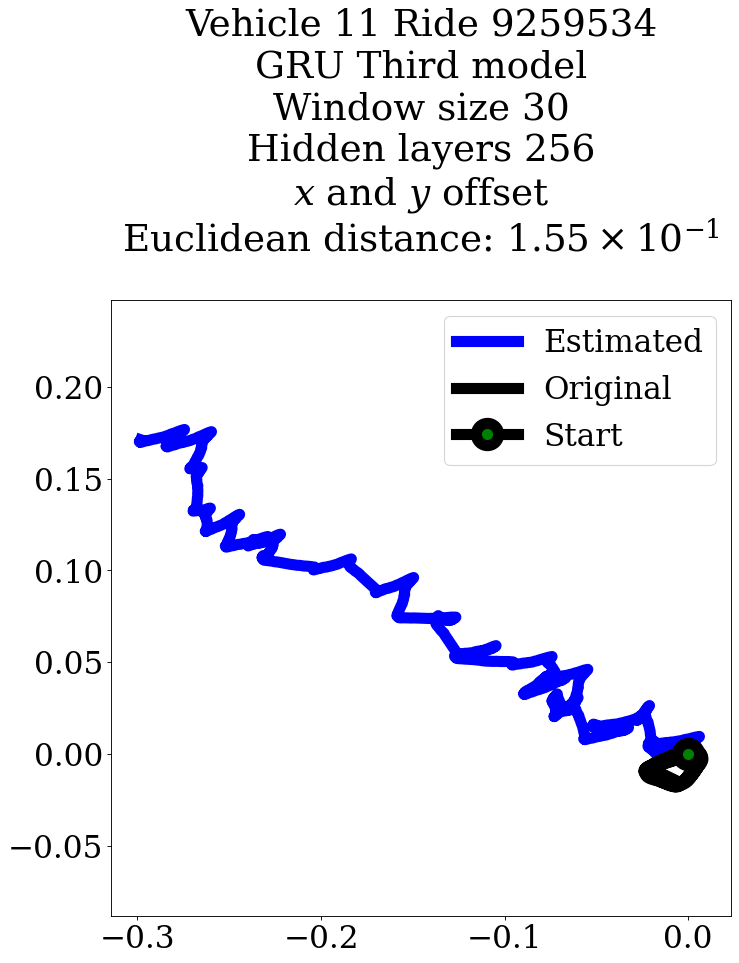 Vehicle 11 Ride 9259534
GRU Third model
Window size 30
Hidden layers 256
x and y offset
Euclidean distance: 1.55 × 10⁻¹
Estimated
Original
Start
0.20
0.15
0.10
0.05
0.00
−0.05
−0.3 −0.2 −0.1 0.0